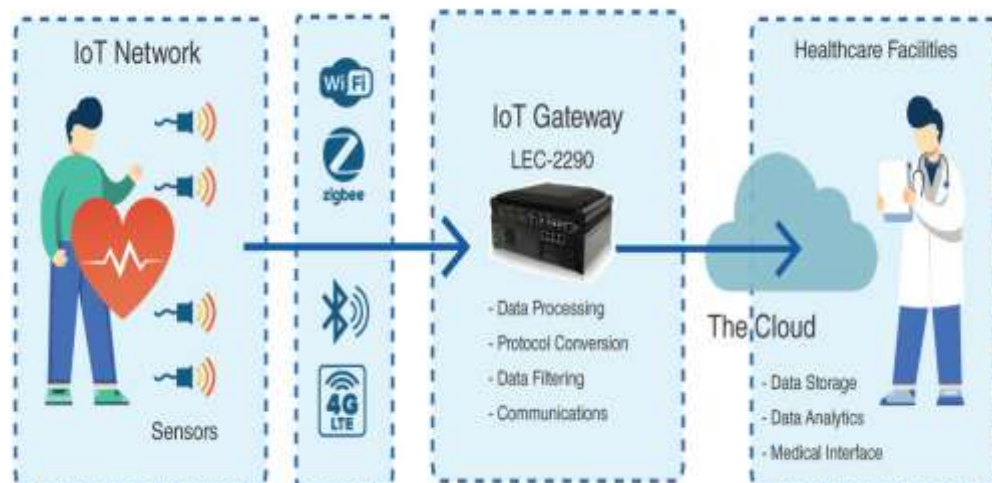 IoT Network
Sensors
WiFi
zigbee
4G
LTE
IoT Gateway
LEC-2290
- Data Processing
- Protocol Conversion
- Data Filtering
- Communications
Healthcare Facilities
The Cloud
- Data Storage
- Data Analytics
- Medical Interface